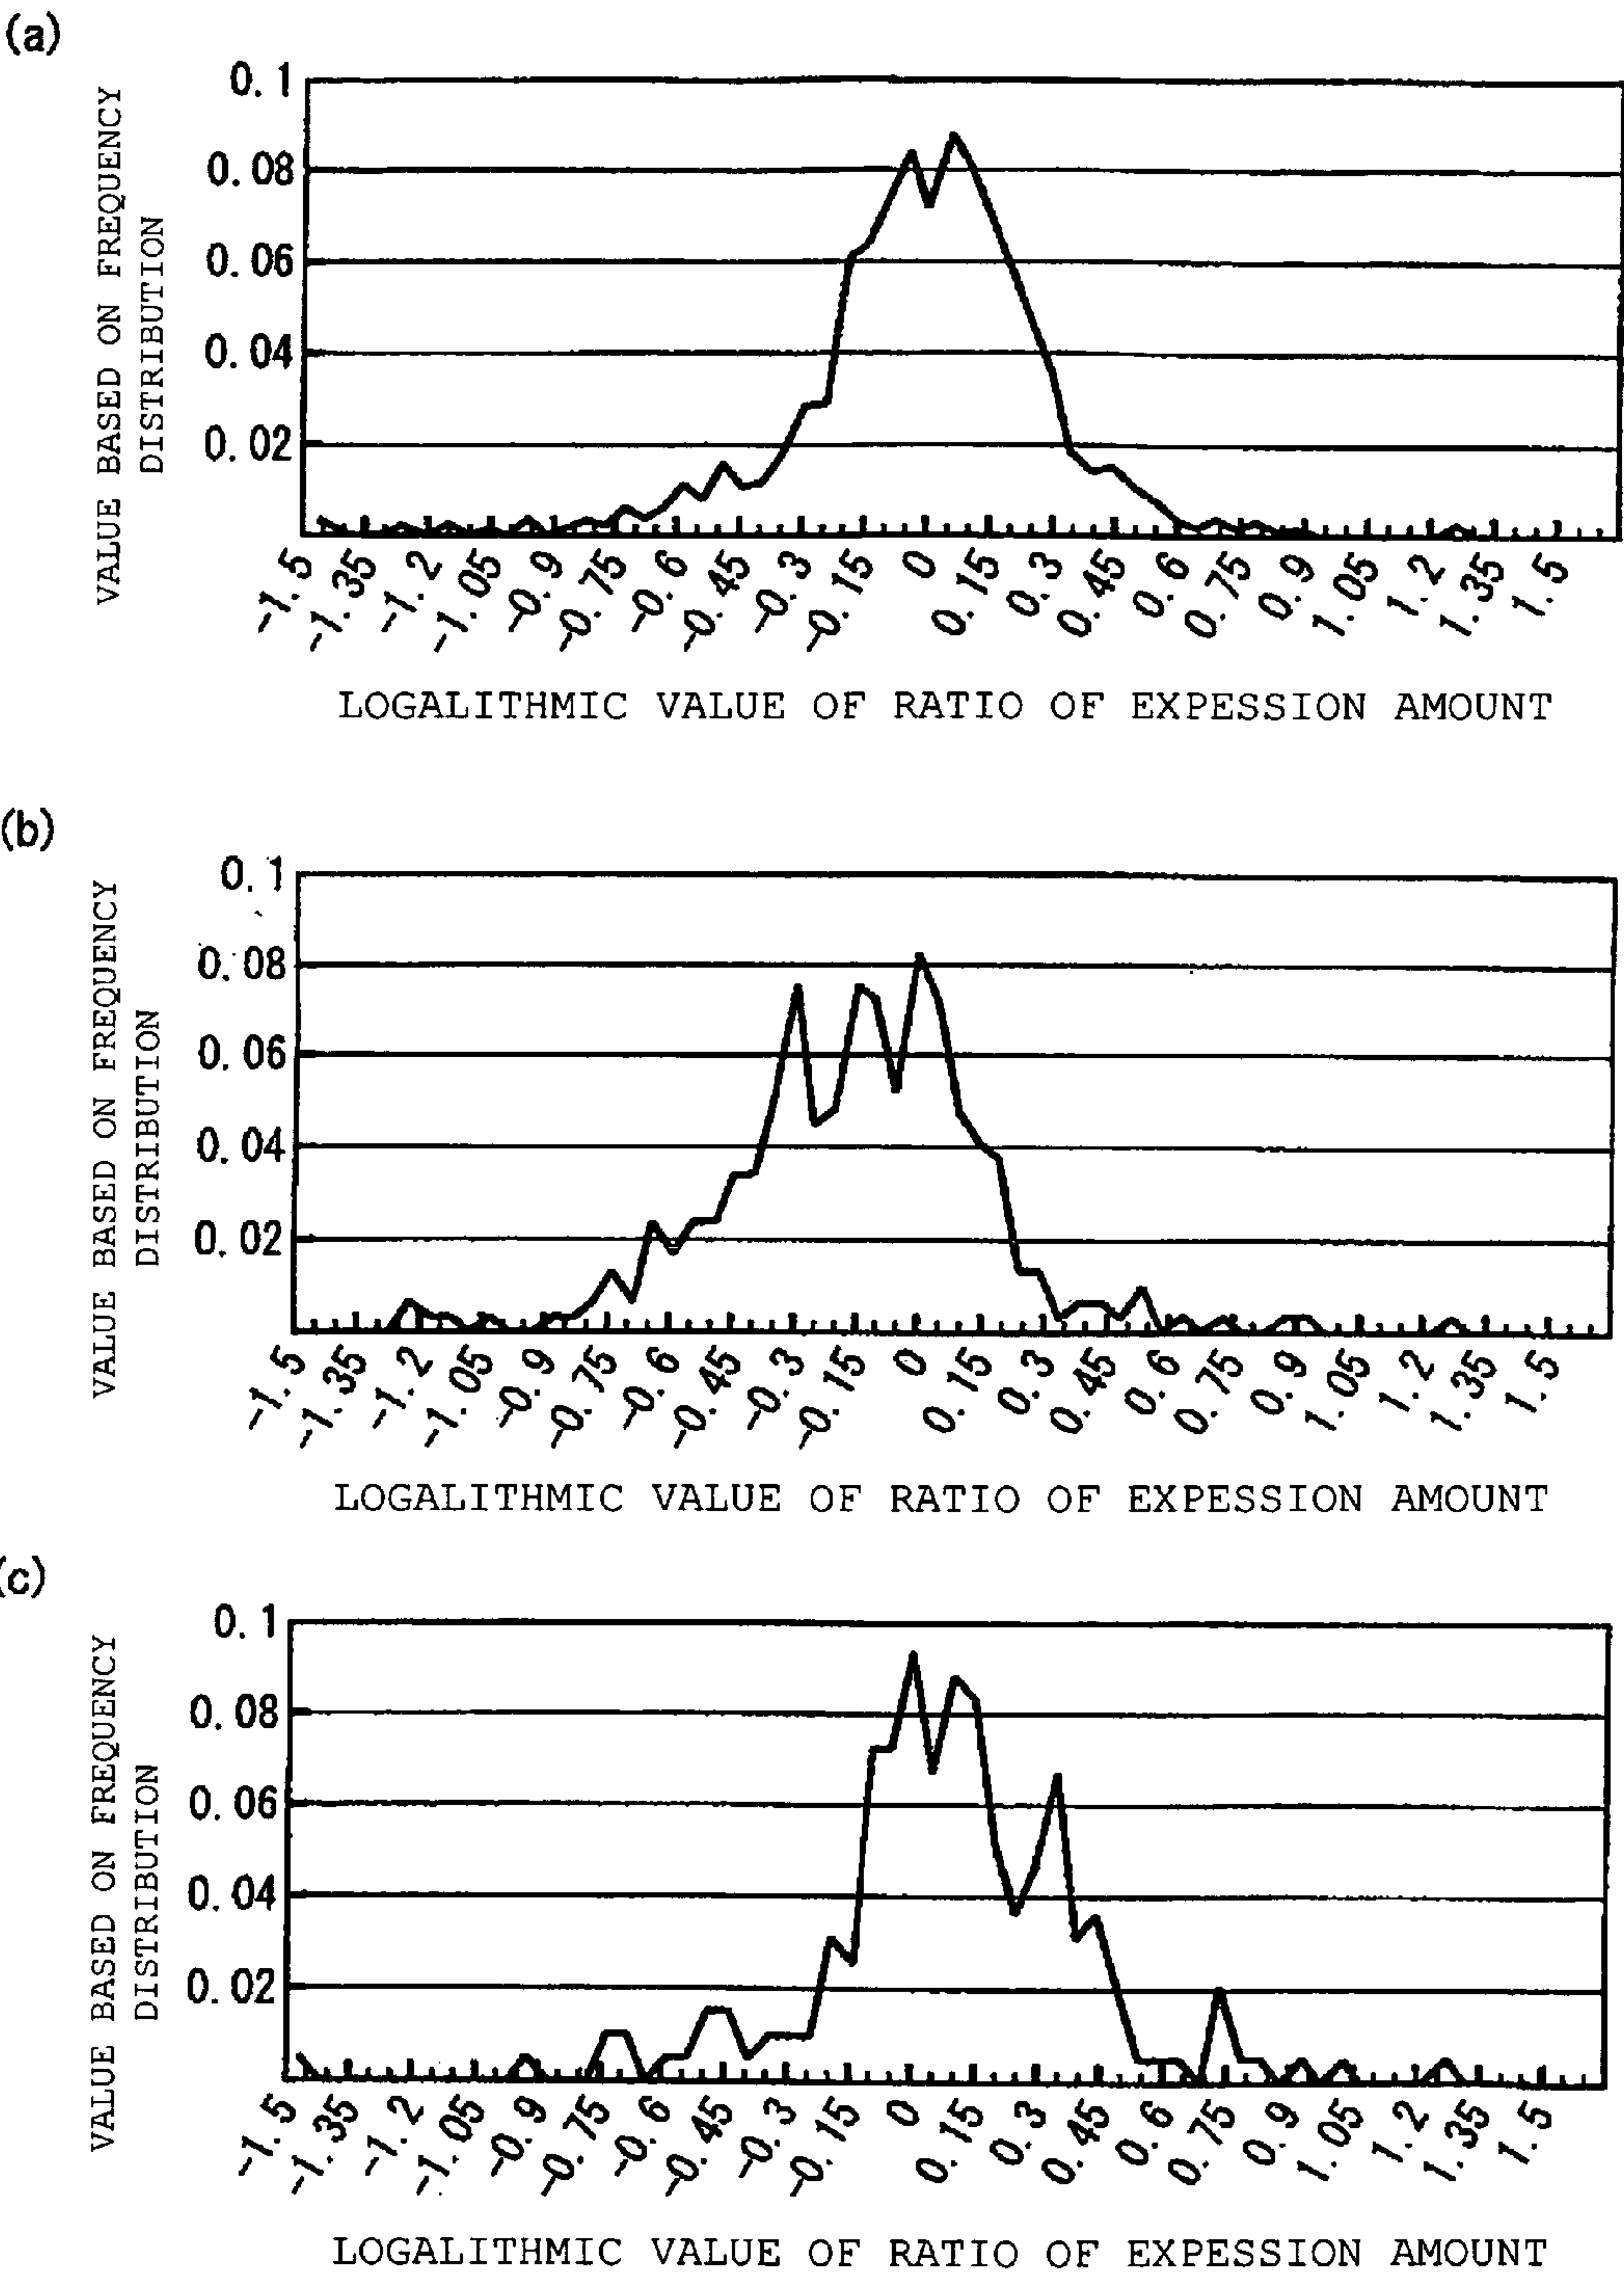 (a)
VALUE BASED ON FREQUENCY
DISTRIBUTION
0.1
0.08
0.06
0.04
0.02
-1.5 -1.35 -1.2 -1.05 -0.9 -0.75 -0.6 -0.45 -0.3 -0.15 0 0.15 0.3 0.45 0.6 0.75 0.9 1.05 1.2 1.35 1.5
LOGALITHMIC VALUE OF RATIO OF EXPESSION AMOUNT
(b)
VALUE BASED ON FREQUENCY
DISTRIBUTION
0.1
0.08
0.06
0.04
0.02
-1.5 -1.35 -1.2 -1.05 -0.9 -0.75 -0.6 -0.45 -0.3 -0.15 0 0.15 0.3 0.45 0.6 0.75 0.9 1.05 1.2 1.35 1.5
LOGALITHMIC VALUE OF RATIO OF EXPESSION AMOUNT
(c)
VALUE BASED ON FREQUENCY
DISTRIBUTION
0.1
0.08
0.06
0.04
0.02
-1.5 -1.35 -1.2 -1.05 -0.9 -0.75 -0.6 -0.45 -0.3 -0.15 0 0.15 0.3 0.45 0.6 0.75 0.9 1.05 1.2 1.35 1.5
LOGALITHMIC VALUE OF RATIO OF EXPESSION AMOUNT